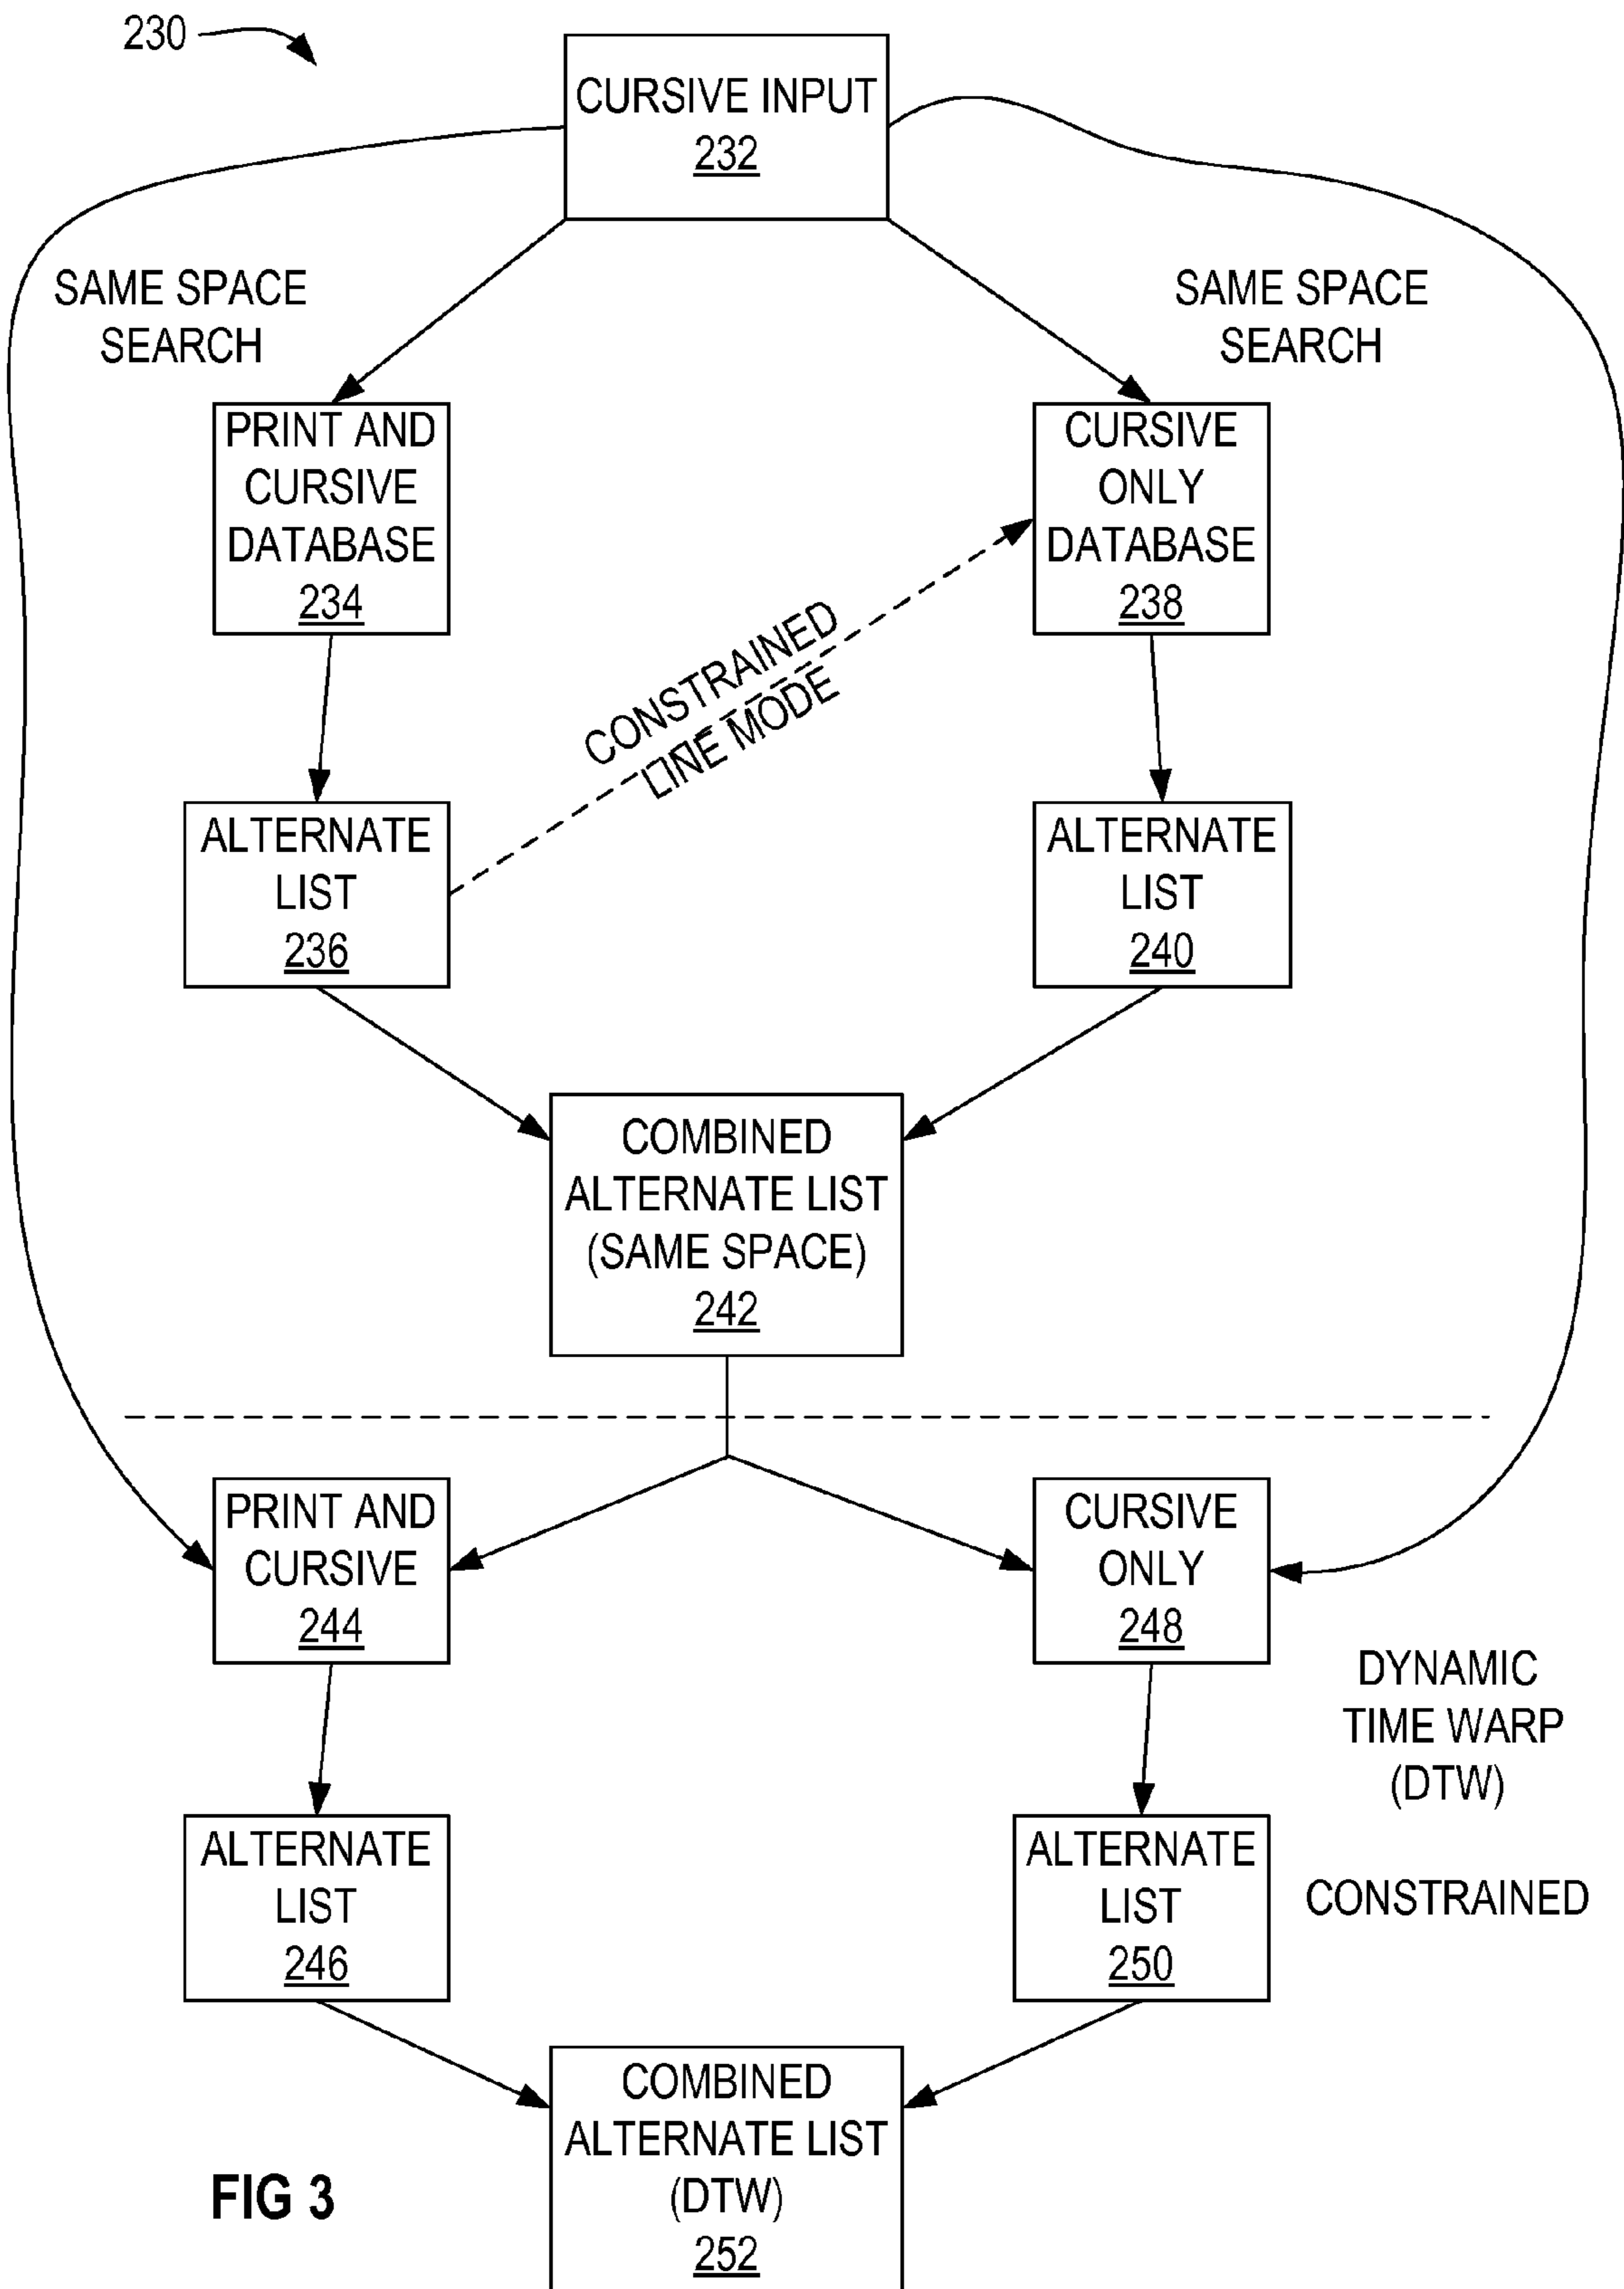 230
CURSIVE INPUT
232
SAME SPACE
SEARCH
SAME SPACE
SEARCH
PRINT AND
CURSIVE
DATABASE
234
CURSIVE
ONLY
DATABASE
238
CONSTRAINED
LINE MODE
ALTERNATE
LIST
236
ALTERNATE
LIST
240
COMBINED
ALTERNATE LIST
(SAME SPACE)
242
PRINT AND
CURSIVE
244
CURSIVE
ONLY
248
DYNAMIC
TIME WARP
(DTW)
ALTERNATE
LIST
246
ALTERNATE
LIST
250
CONSTRAINED
COMBINED
ALTERNATE LIST
(DTW)
252
FIG 3